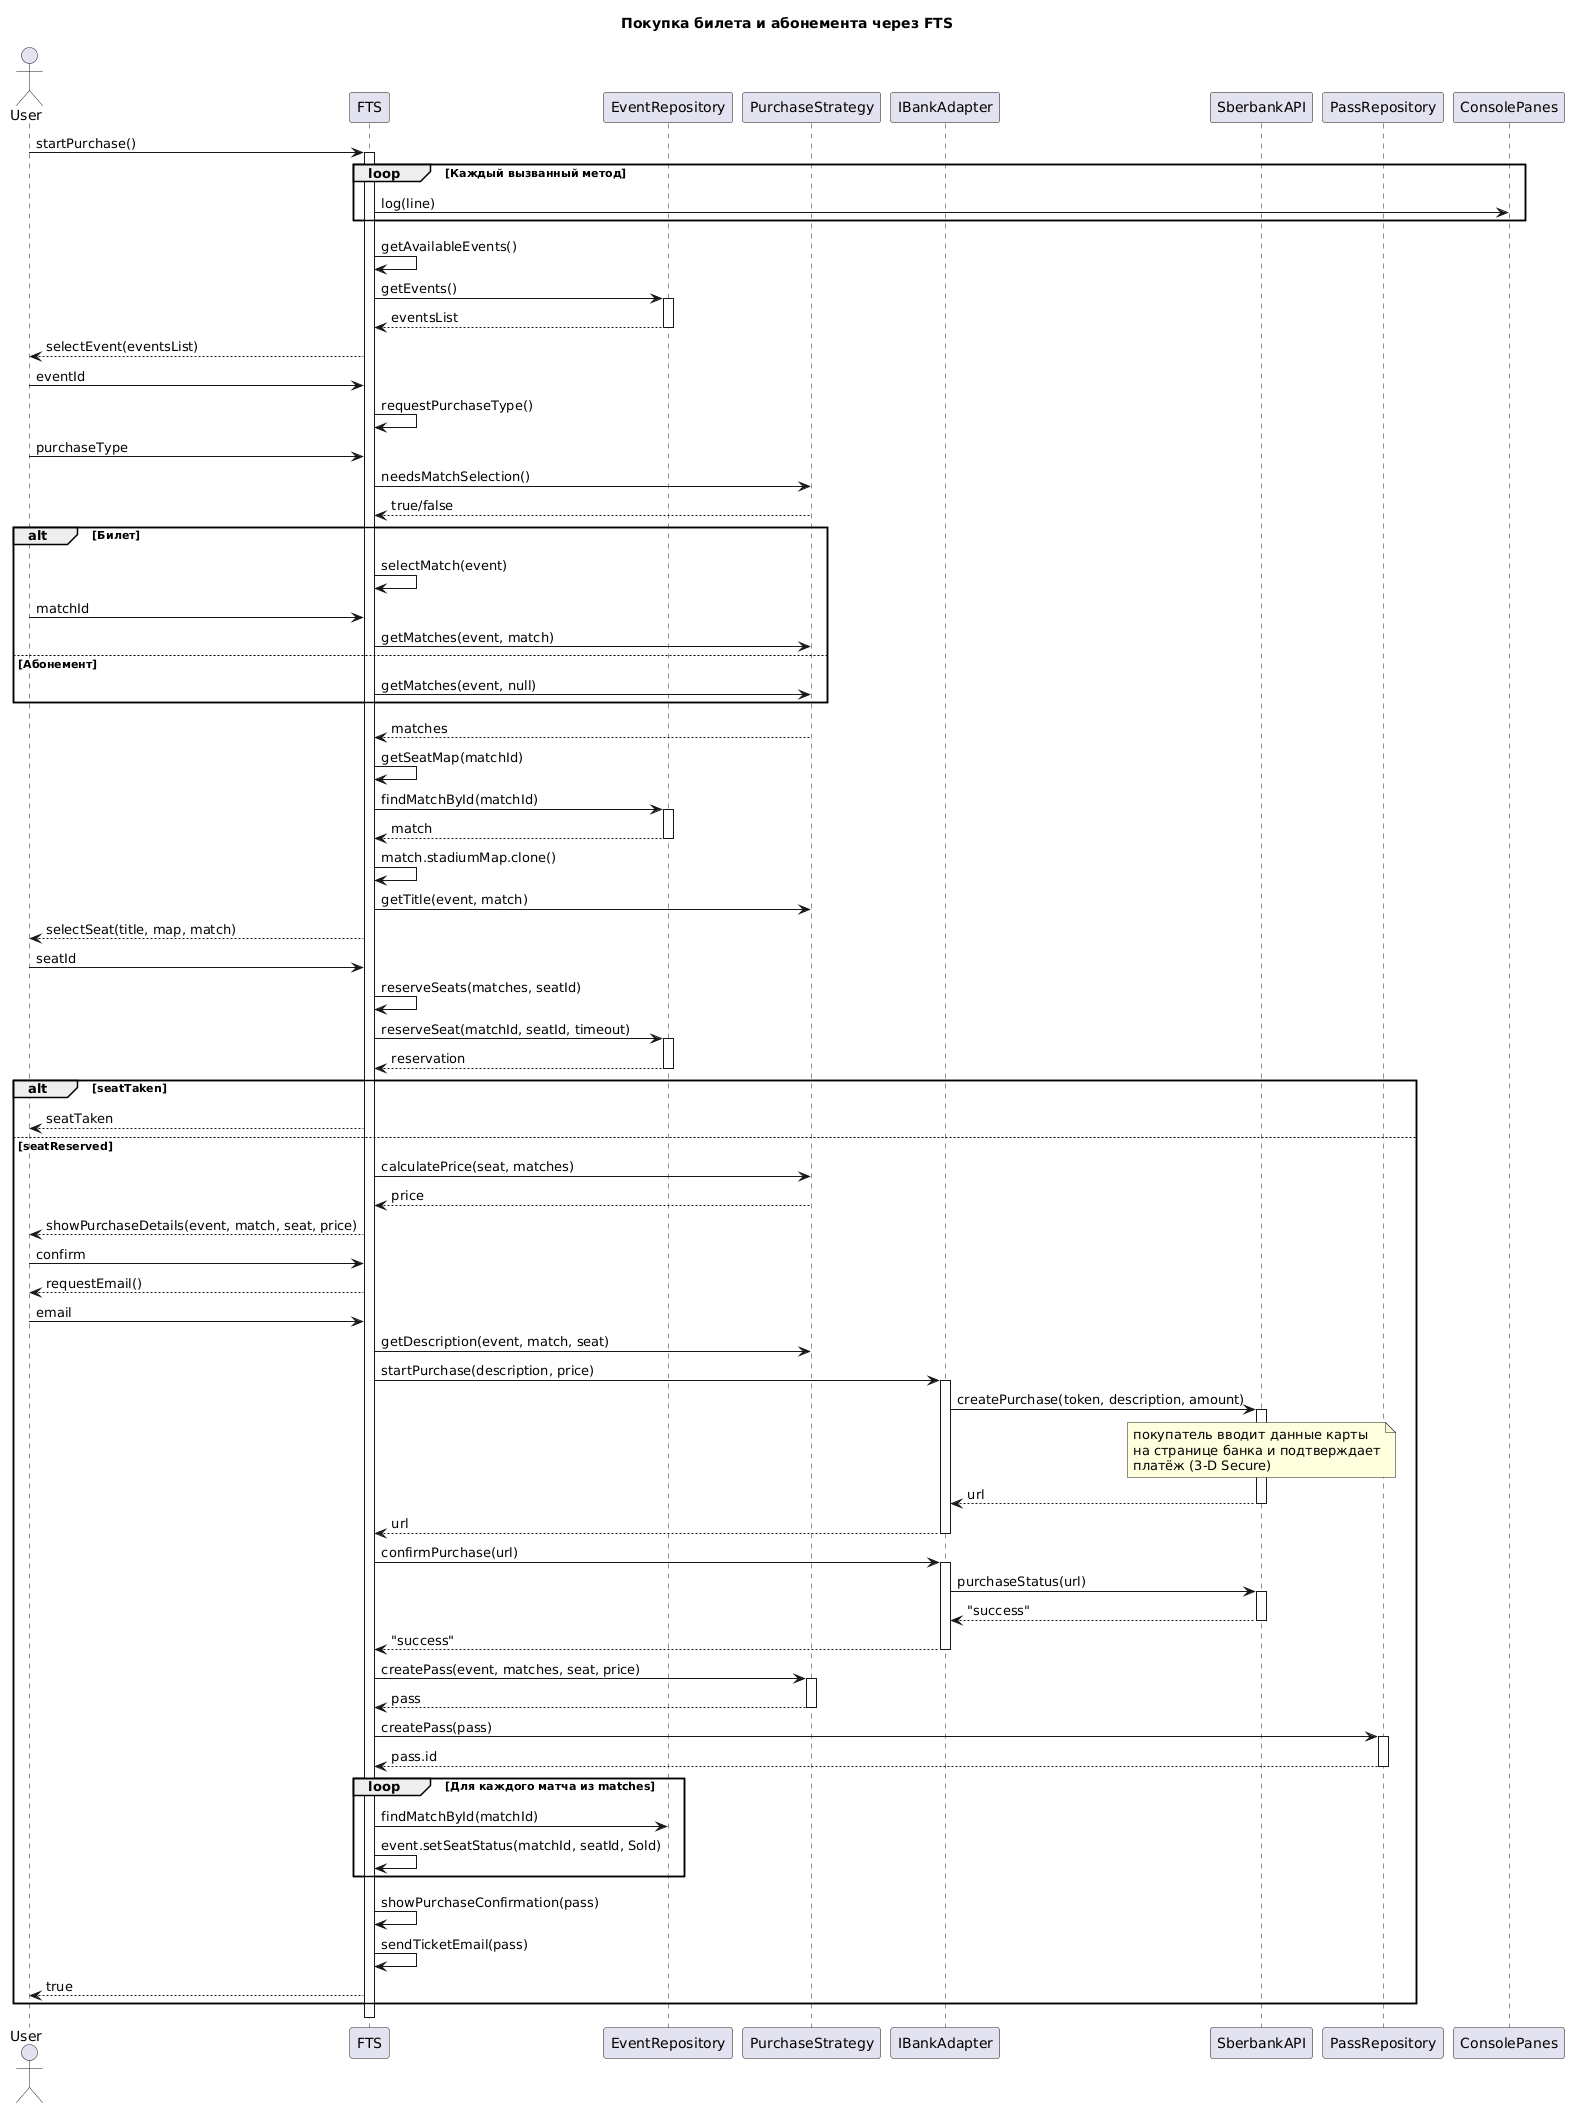 Покупка билета и абонемента через FTS
User
FTS
EventRepository
PurchaseStrategy
IBankAdapter
SberbankAPI
PassRepository
ConsolePanes
startPurchase()
loop [Каждый вызванный метод]
log(line)
getAvailableEvents()
getEvents()
eventsList
selectEvent(eventsList)
eventId
requestPurchaseType()
purchaseType
needsMatchSelection()
true/false
alt [Билет]
selectMatch(event)
matchId
getMatches(event, match)
[Абонемент]
getMatches(event, null)
matches
getSeatMap(matchId)
findMatchById(matchId)
match
match.stadiumMap.clone()
getTitle(event, match)
selectSeat(title, map, match)
seatId
reserveSeats(matches, seatId)
reserveSeat(matchId, seatId, timeout)
reservation
alt [seatTaken]
seatTaken
[seatReserved]
calculatePrice(seat, matches)
price
showPurchaseDetails(event, match, seat, price)
confirm
requestEmail()
email
getDescription(event, match, seat)
startPurchase(description, price)
createPurchase(token, description, amount)
покупатель вводит данные карты
на странице банка и подтверждает
платёж (3-D Secure)
url
url
confirmPurchase(url)
purchaseStatus(url)
"success"
"success"
createPass(event, matches, seat, price)
pass
createPass(pass)
pass.id
loop [Для каждого матча из matches]
findMatchById(matchId)
event.setSeatStatus(matchId, seatId, Sold)
showPurchaseConfirmation(pass)
sendTicketEmail(pass)
true
User
FTS
EventRepository
PurchaseStrategy
IBankAdapter
SberbankAPI
PassRepository
ConsolePanes